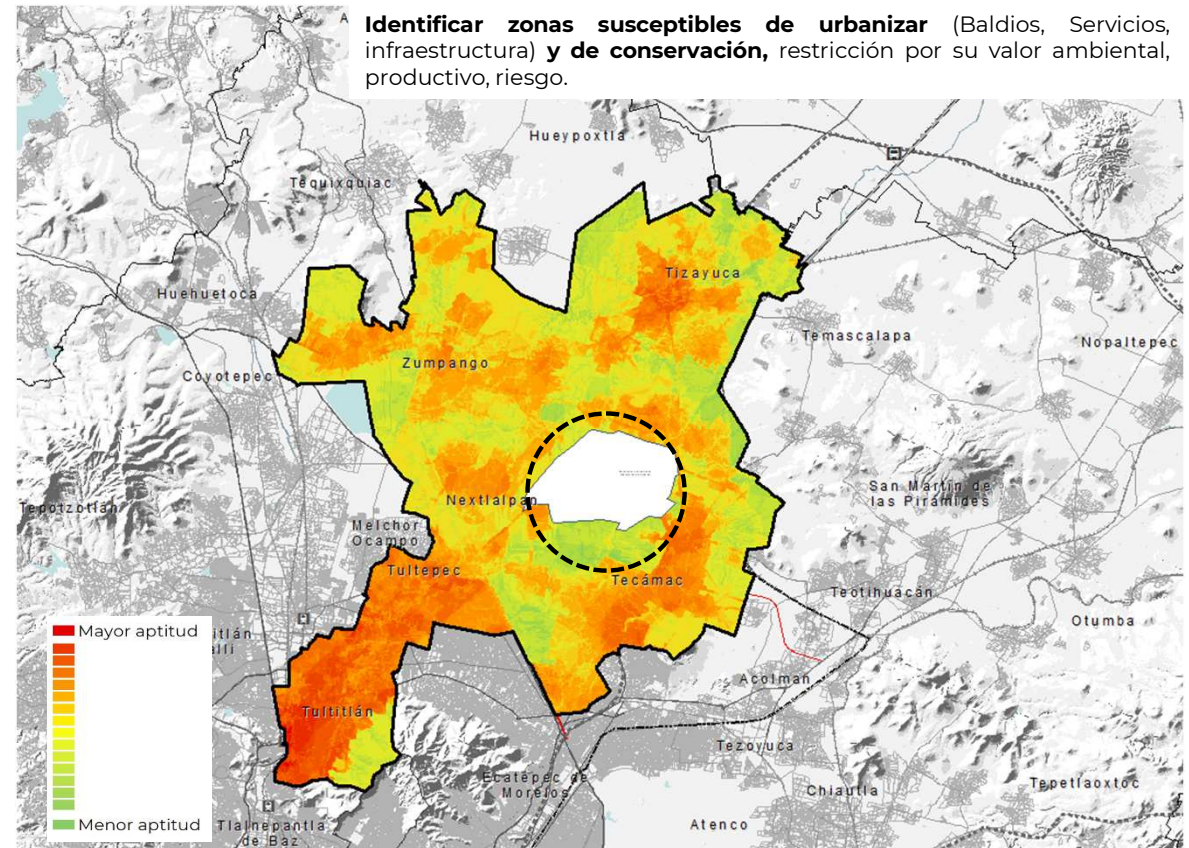 Identificar zonas susceptibles de urbanizar (Baldios, Servicios,
infraestructura) y de conservación, restricción por su valor ambiental,
productivo, riesgo.
Hueypoxtla
Tequixquiac
Tizayuca
Huehuetoca
Temascalapa
Nopaltepec
Zumpango
Coyotepec
San Martín de
las Pirámides
Nextlalpan
Tepotzotlán
Melchor
Ocampo
Tultepec
Tecámac
Teotihuacán
Otumba
Mayor aptitud
itlán
alli
Acolman
Tultitlán
Tezoyuca
Ecatepec de
Morelos
Tepetlaoxtoc
Chiautla
Menor aptitud
Tlalnepantla
de Baz
Atenco